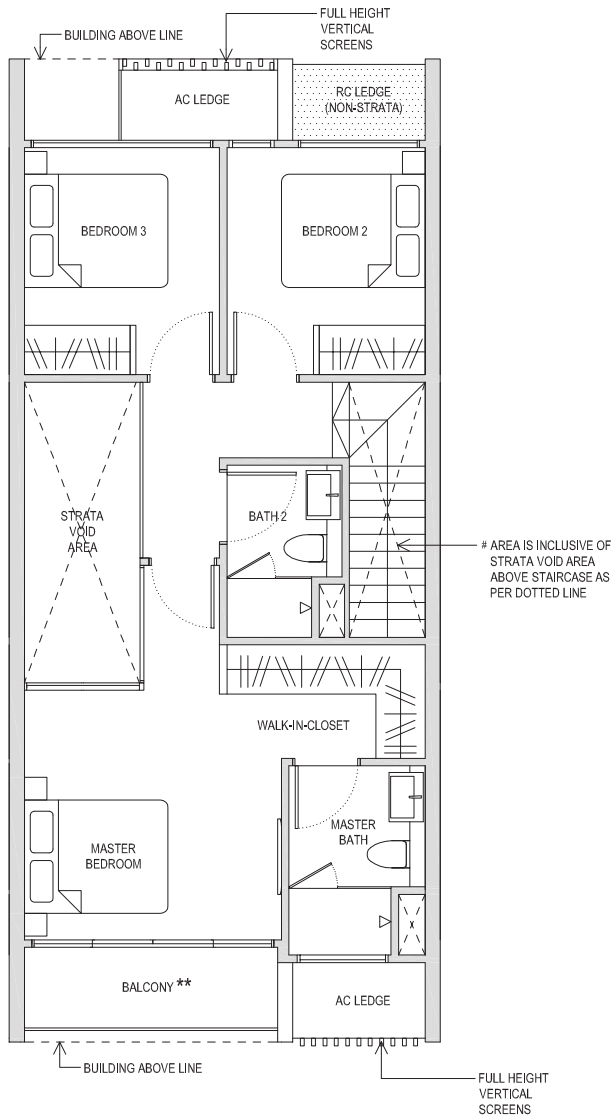 FULL HEIGHT
VERTICAL
SCREENS
BUILDING ABOVE LINE
AC LEDGE
RC LEDGE
(NON-STRATA)
BEDROOM 3
BEDROOM 2
STRATA
VOID
AREA
BATH 2
# AREA IS INCLUSIVE OF
STRATA VOID AREA
ABOVE STAIRCASE AS
PER DOTTED LINE
WALK-IN-CLOSET
MASTER
BATH
MASTER
BEDROOM
BALCONY **
AC LEDGE
BUILDING ABOVE LINE
FULL HEIGHT
VERTICAL
SCREENS